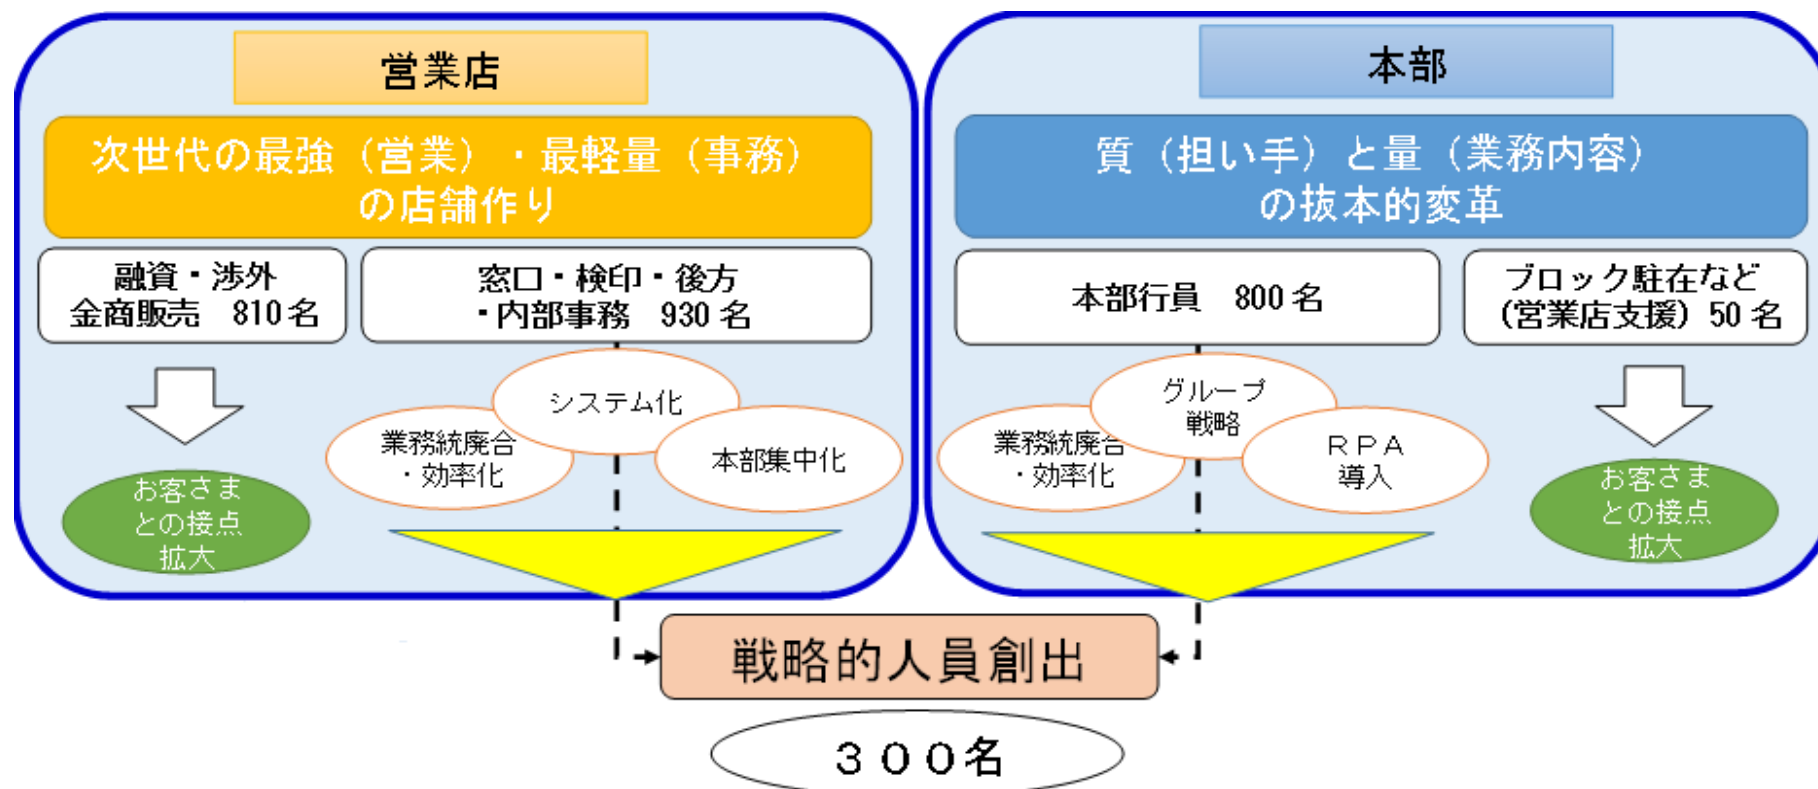 営業店
次世代の最強（営業）・最軽量（事務）
の店舗作り
融資・渉外
金商販売　810名
窓口・検印・後方
・内部事務　930名
システム化
業務統廃合
・効率化
本部集中化
お客さま
との接点
拡大
本部
質（担い手）と量（業務内容）
の抜本的変革
本部行員　800名
ブロック駐在など
（営業店支援）50名
グループ
戦略
業務統廃合
・効率化
ＲＰＡ
導入
お客さま
との接点
拡大
戦略的人員創出
３００名